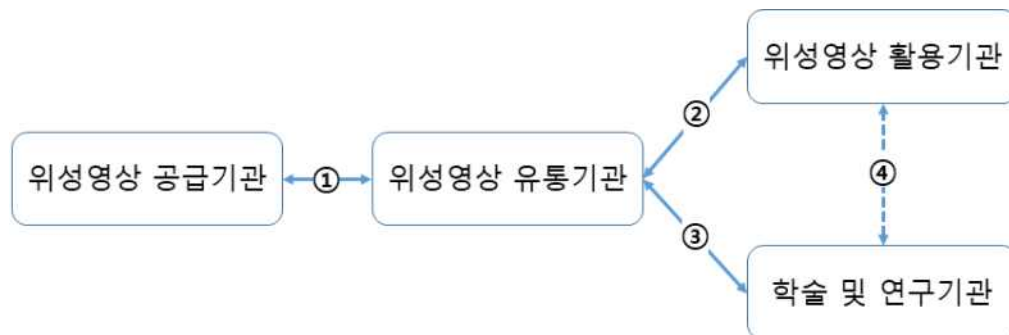 위성영상 활용기관
②
위성영상 공급기관 ① 위성영상 유통기관
④
③
학술 및 연구기관